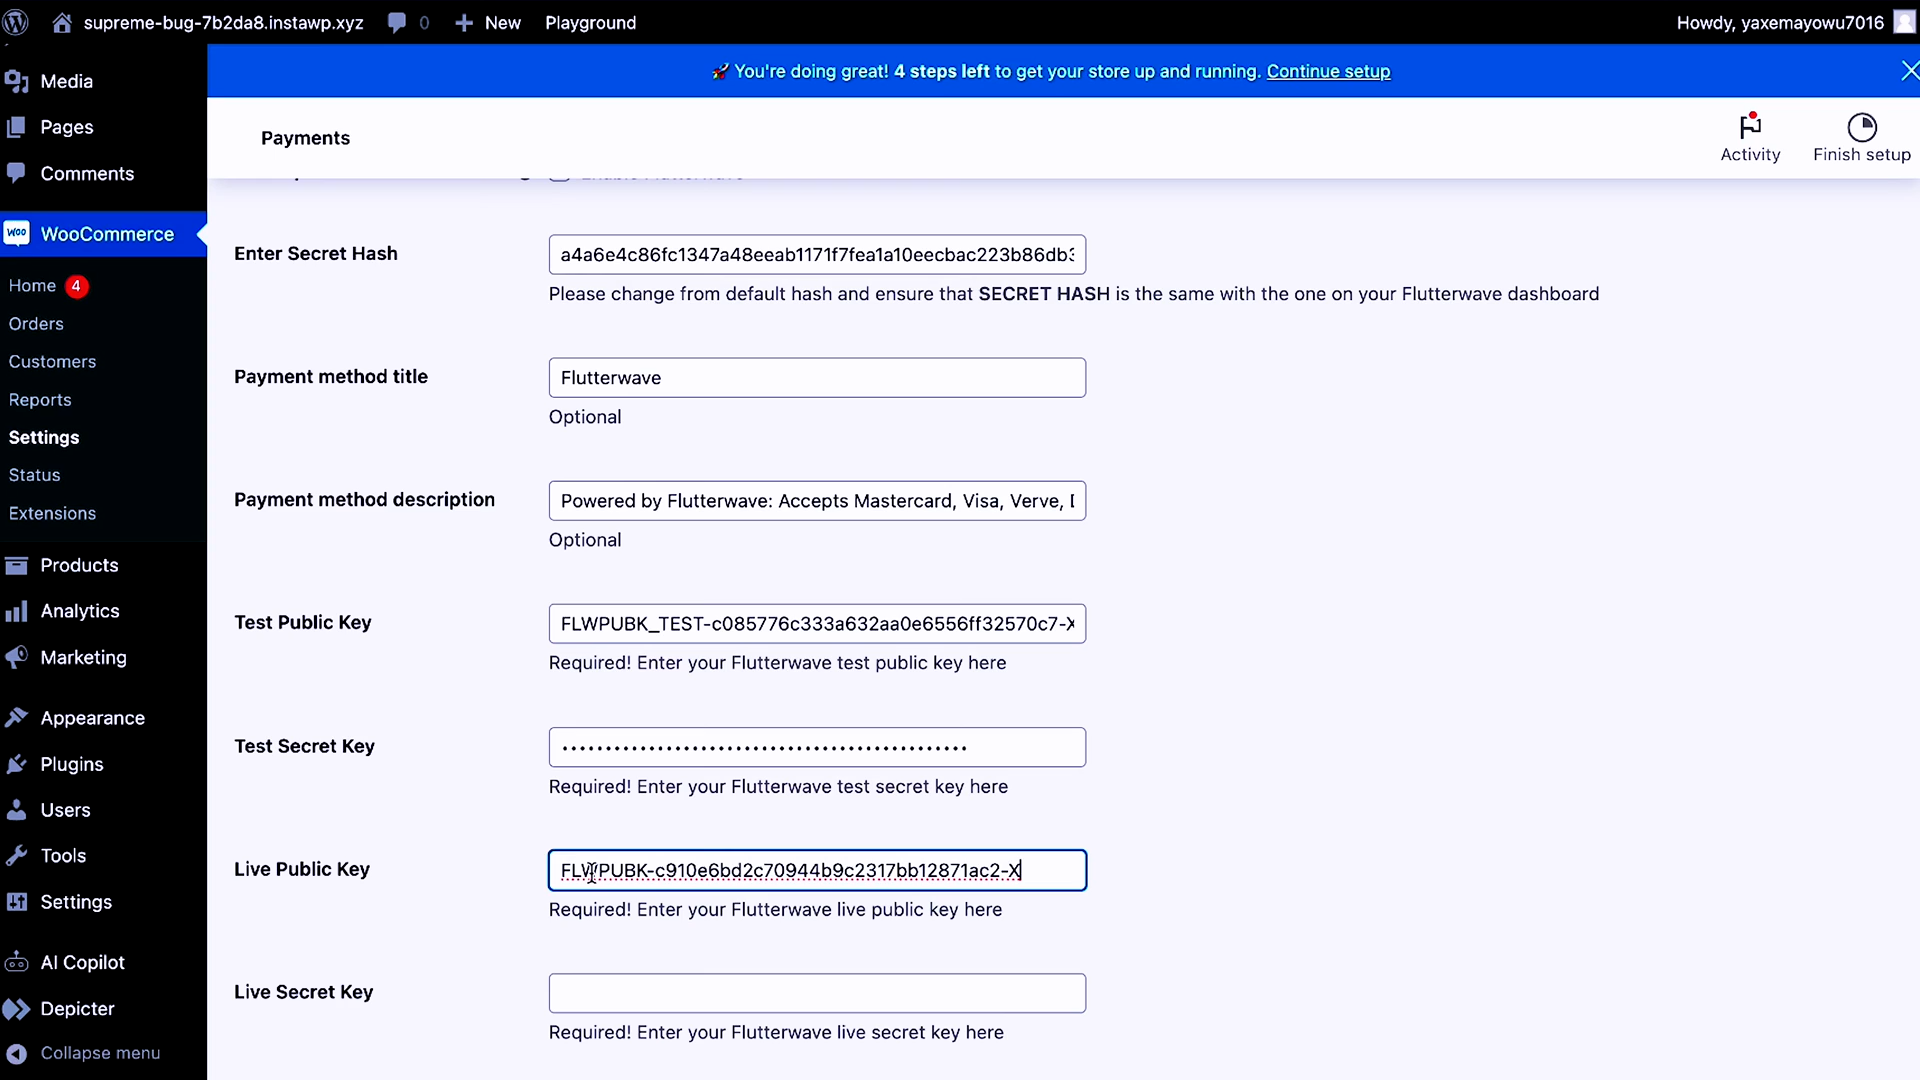 supreme-bug-7b2da8.instawp.xyz 0 New Playground Howdy, yaxemayowu7016
🚀 You're doing great! 4 steps left to get your store up and running. Continue setup
Payments
Activity
Finish setup
Media
Pages
Comments
WooCommerce
Home 4
Orders
Customers
Reports
Settings
Status
Extensions
Products
Analytics
Marketing
Appearance
Plugins
Users
Tools
Settings
AI Copilot
Depicter
Collapse menu
Enter Secret Hash
a4a6e4c86fc1347a48eeab1171f7fea1a10eecbac223b86db3
Please change from default hash and ensure that SECRET HASH is the same with the one on your Flutterwave dashboard
Payment method title
Flutterwave
Optional
Payment method description
Powered by Flutterwave: Accepts Mastercard, Visa, Verve,
Optional
Test Public Key
FLWPUBK_TEST-c085776c333a632aa0e6556ff32570c7-X
Required! Enter your Flutterwave test public key here
Test Secret Key
Required! Enter your Flutterwave test secret key here
Live Public Key
FLWPUBK-c910e6bd2c70944b9c2317bb12871ac2-X
Required! Enter your Flutterwave live public key here
Live Secret Key
Required! Enter your Flutterwave live secret key here